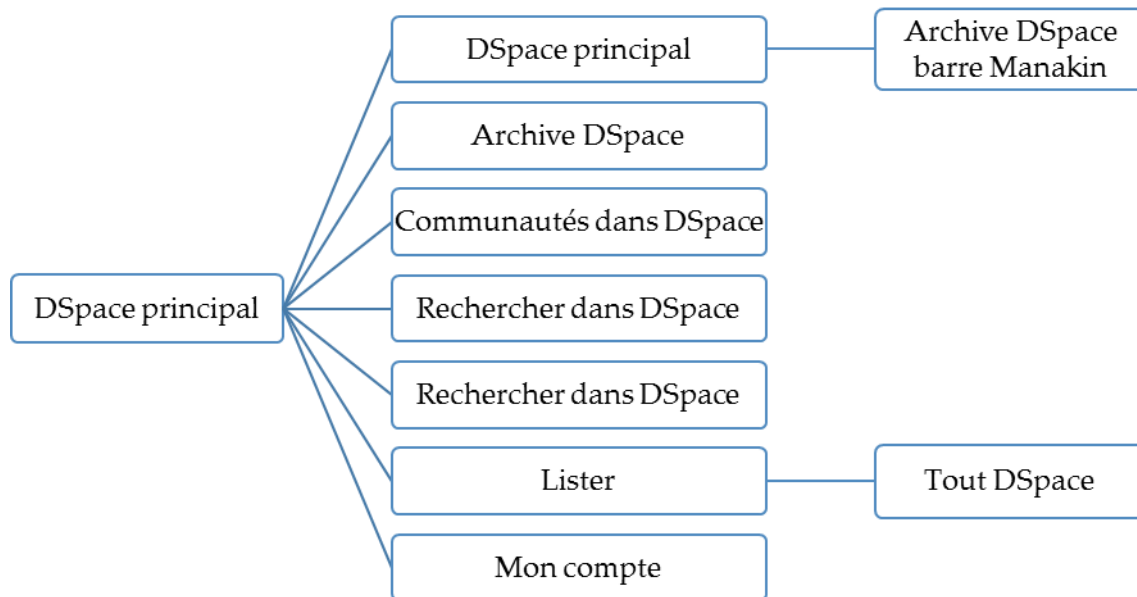 DSpace principal
Archive DSpace
barre Manakin
Archive DSpace
Communautés dans DSpace
DSpace principal
Rechercher dans DSpace
Rechercher dans DSpace
Lister
Tout DSpace
Mon compte